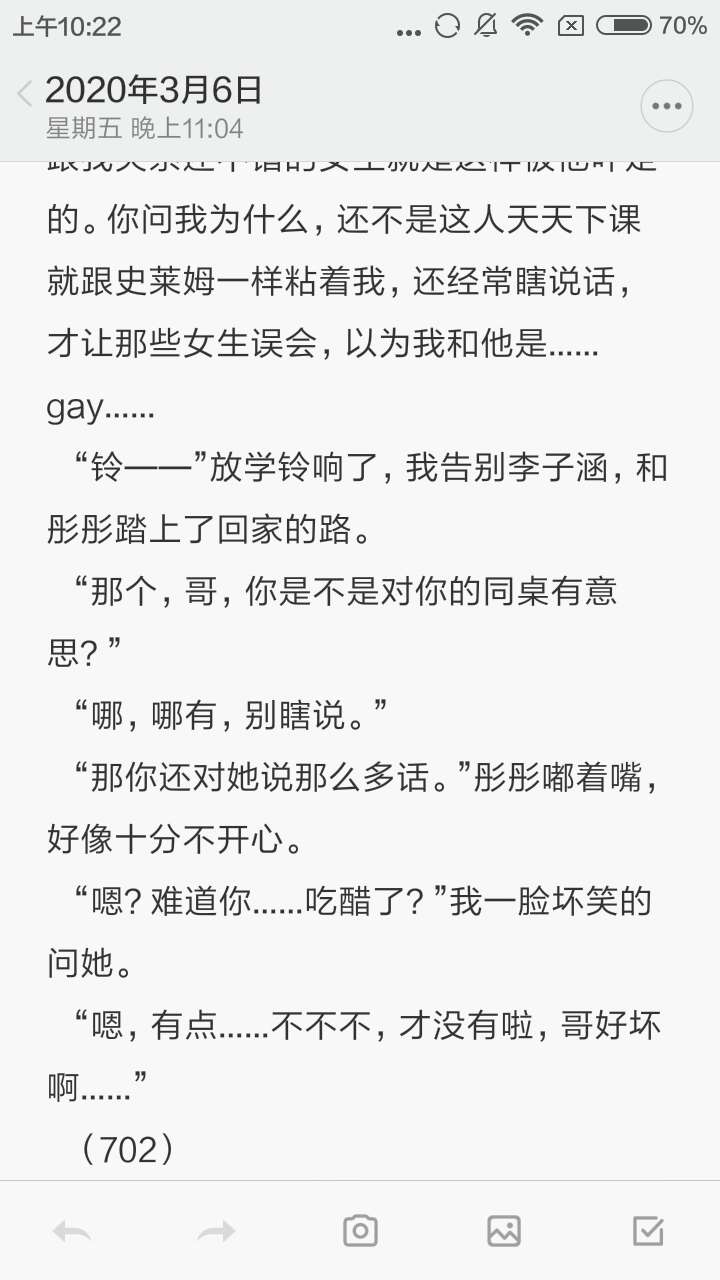 上午10:22
70%
2020年3月6日
星期五 晚上11:04
的。你问我为什么，还不是这人天天下课
就跟史莱姆一样粘着我，还经常瞎说话，
才让那些女生误会，以为我和他是……
gay……
“铃——”放学铃响了，我告别李子涵，和
彤彤踏上了回家的路。
“那个，哥，你是不是对你的同桌有意
思？”
“哪，哪有，别瞎说。”
“那你还对她说那么多话。”彤彤嘟着嘴，
好像十分不开心。
“嗯？难道你……吃醋了？”我一脸坏笑的
问她。
“嗯，有点……不不不，才没有啦，哥好坏
啊……”
（702）